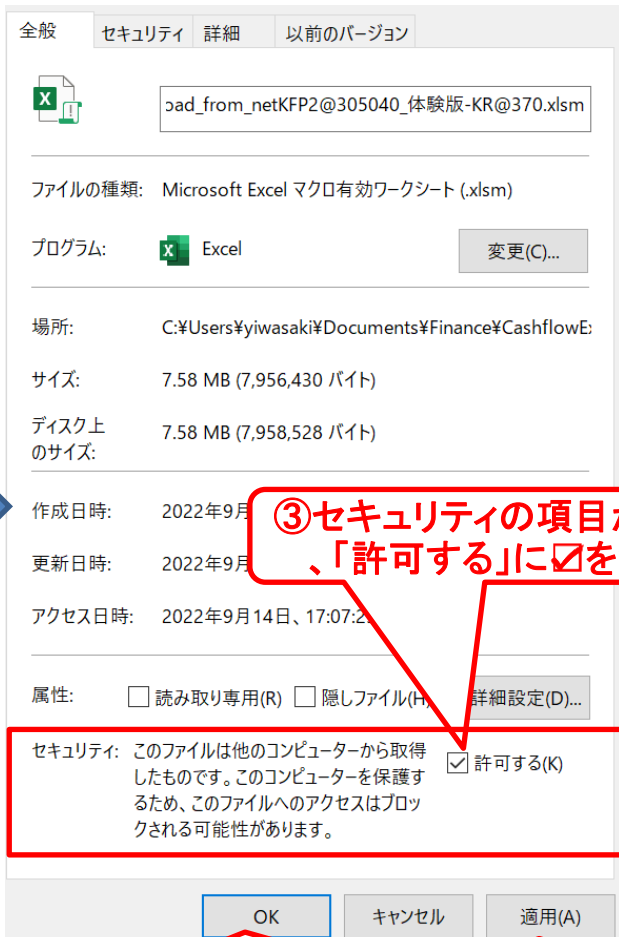 全般 セキュリティ 詳細 以前のバージョン
oad_from_netKFP2@305040_体験版-KR@370.xlsm
ファイルの種類: Microsoft Excel マクロ有効ワークシート (.xlsm)
プログラム: Excel 変更(C)...
場所: C:¥Users¥yiwasaki¥Documents¥Finance¥CashflowE
サイズ: 7.58 MB (7,956,430 バイト)
ディスク上
のサイズ: 7.58 MB (7,958,528 バイト)
③セキュリティの項目
、「許可する」に☑を
作成日時: 2022年9月
更新日時: 2022年9月
アクセス日時: 2022年9月14日、17:07:2
属性: 読み取り専用(R) 隠しファイル(H) 詳細設定(D)...
セキュリティ: このファイルは他のコンピューターから取得
したものです。このコンピューターを保護す
るため、このファイルへのアクセスはブロッ
クされる可能性があります。
☑ 許可する(K)
OK キャンセル 適用(A)